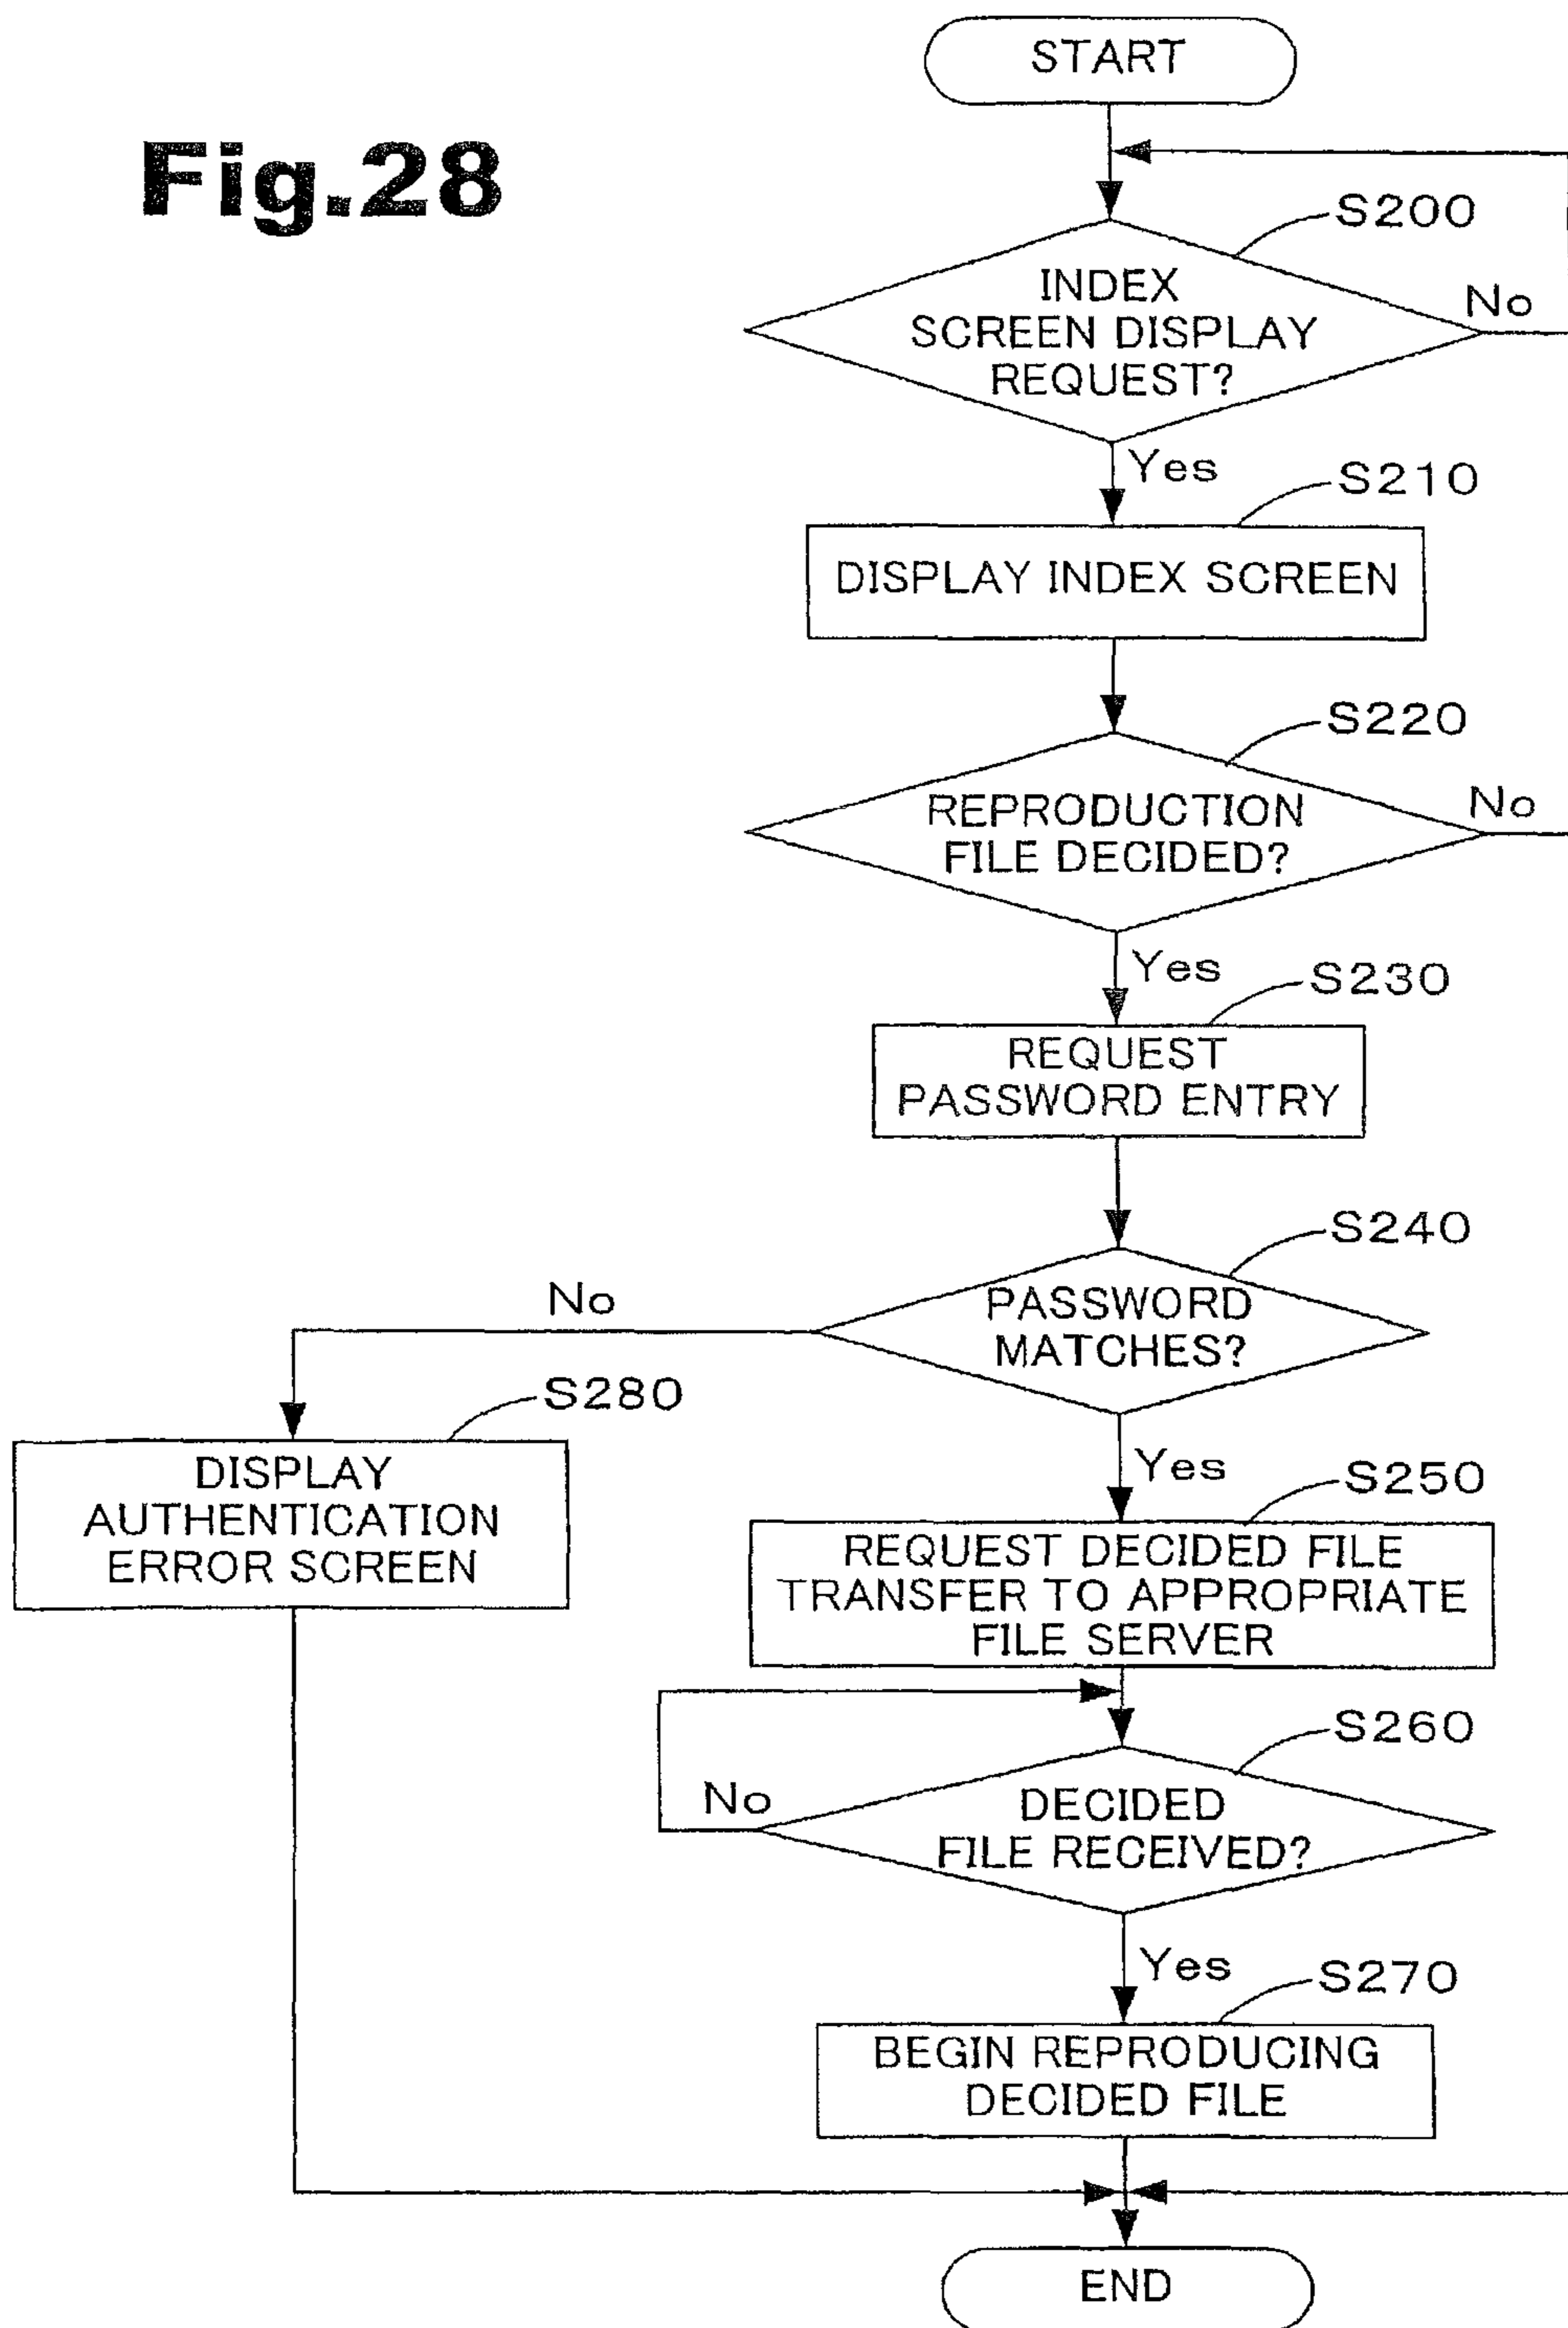 Fig.28
START
S200
INDEX
SCREEN DISPLAY
REQUEST?
No
Yes
S210
DISPLAY INDEX SCREEN
S220
REPRODUCTION
FILE DECIDED?
No
Yes
S230
REQUEST
PASSWORD ENTRY
S240
PASSWORD
MATCHES?
No
S280
DISPLAY
AUTHENTICATION
ERROR SCREEN
Yes
S250
REQUEST DECIDED FILE
TRANSFER TO APPROPRIATE
FILE SERVER
S260
DECIDED
FILE RECEIVED?
No
Yes
S270
BEGIN REPRODUCING
DECIDED FILE
END